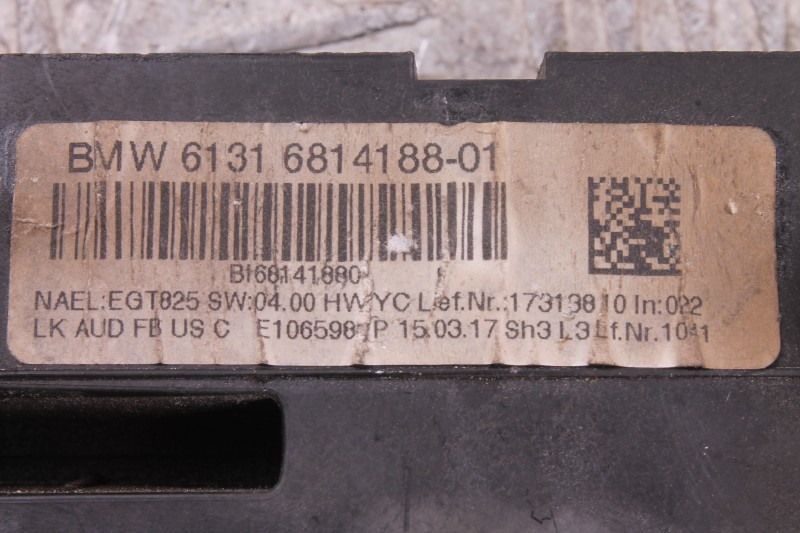 BMW 6131 6814188-01
BI68141880
NAEL:EGT825 SW:04.00 HW:YC Lief.Nr.:17313810 In:022
LK AUD FB US C E106598 P 15.03.17 Sh3 L3 Lf.Nr.1041